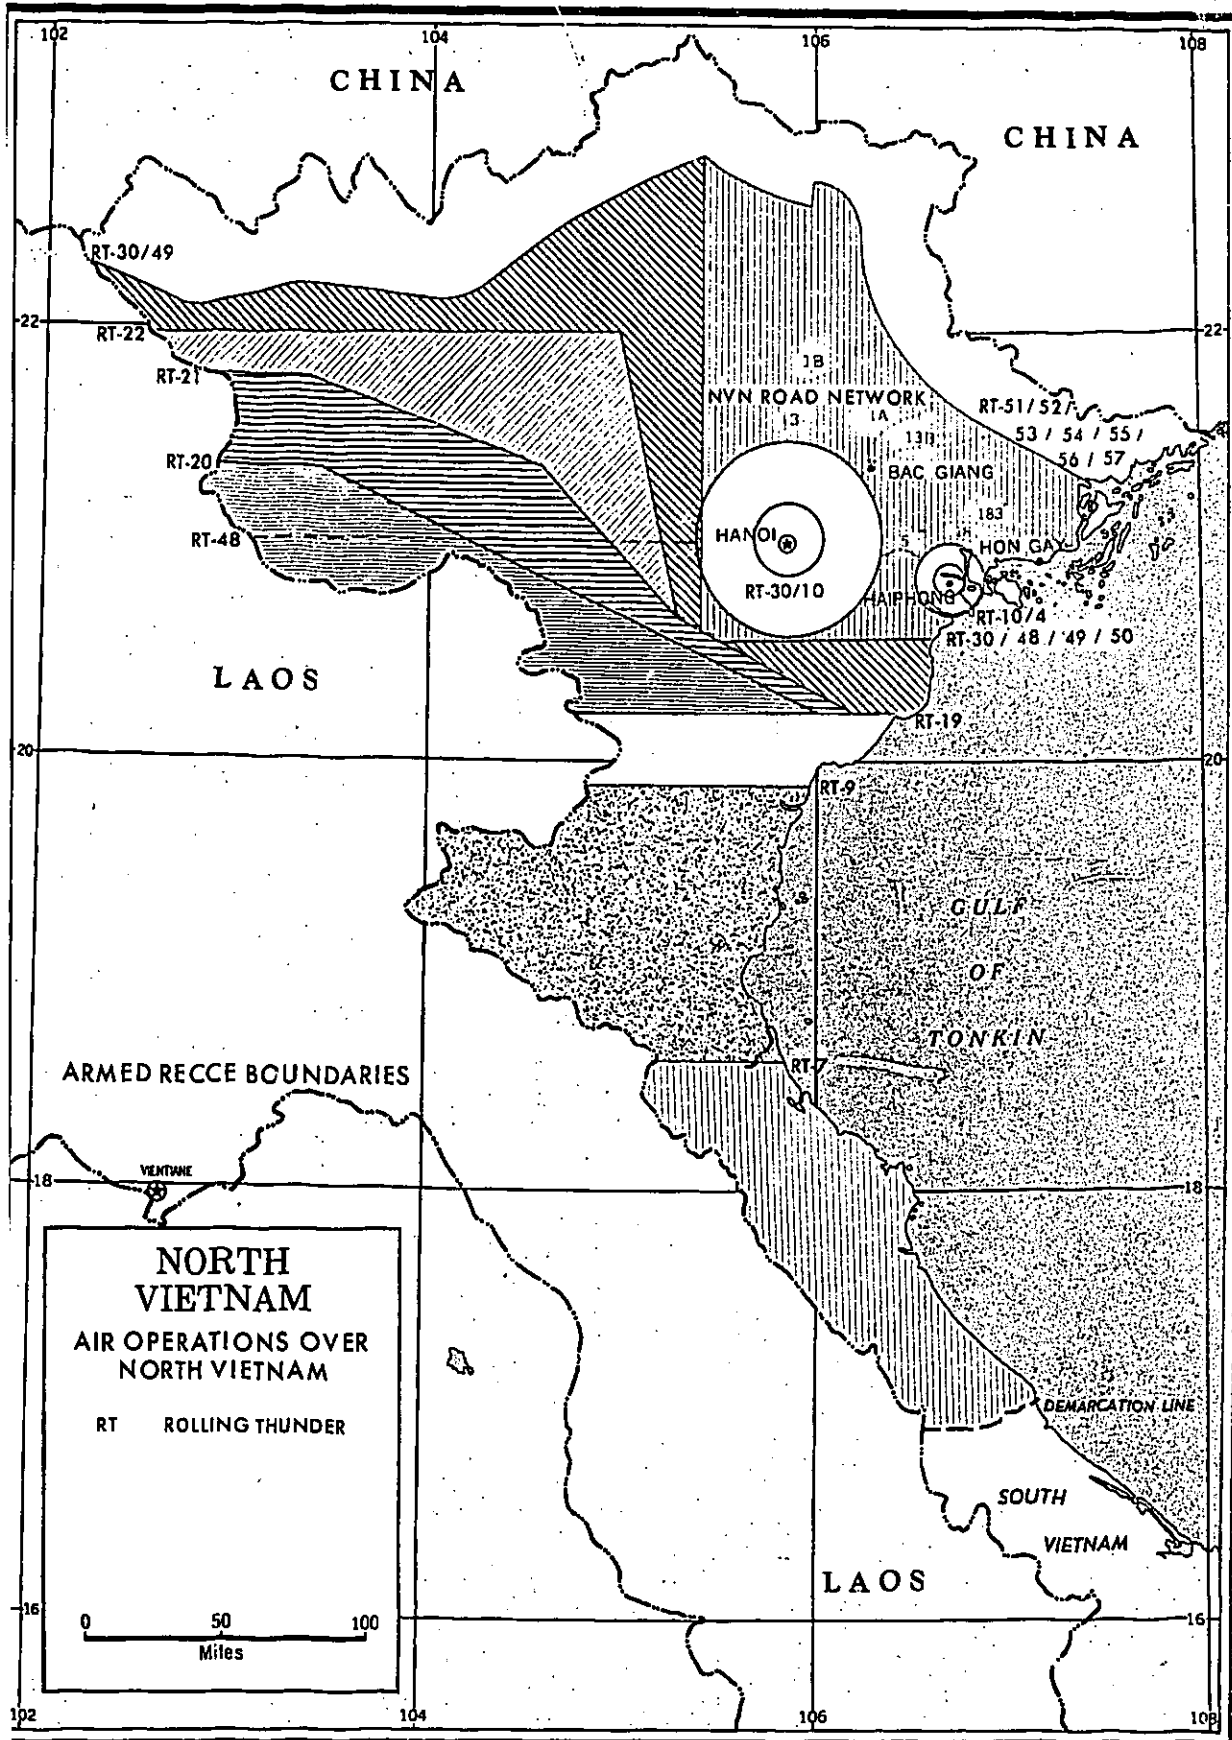 102 104 106 108
CHINA
CHINA
RT-30/49
22
RT-22
22
RT-21
1B
NVN ROAD NETWORK
RT-51/ 52/
13
1A
53 / 54 / 55 /
56 / 57
RT-20
BAC GIANG
183
RT-48
HANOI
5
HON GAY
RT-30/10
HAIPHONG
RT-10/4
RT-30 / 48 / 49 / 50
LAOS
RT-19
20
20
RT-9
GULF
OF
TONKIN
RT-7
ARMED RECCE BOUNDARIES
VIENTIANE
18
18
NORTH
VIETNAM
AIR OPERATIONS OVER
NORTH VIETNAM
RT ROLLING THUNDER
DEMARCATION LINE
SOUTH
VIETNAM
LAOS
16
16
0 50 100
Miles
102 104 106 108